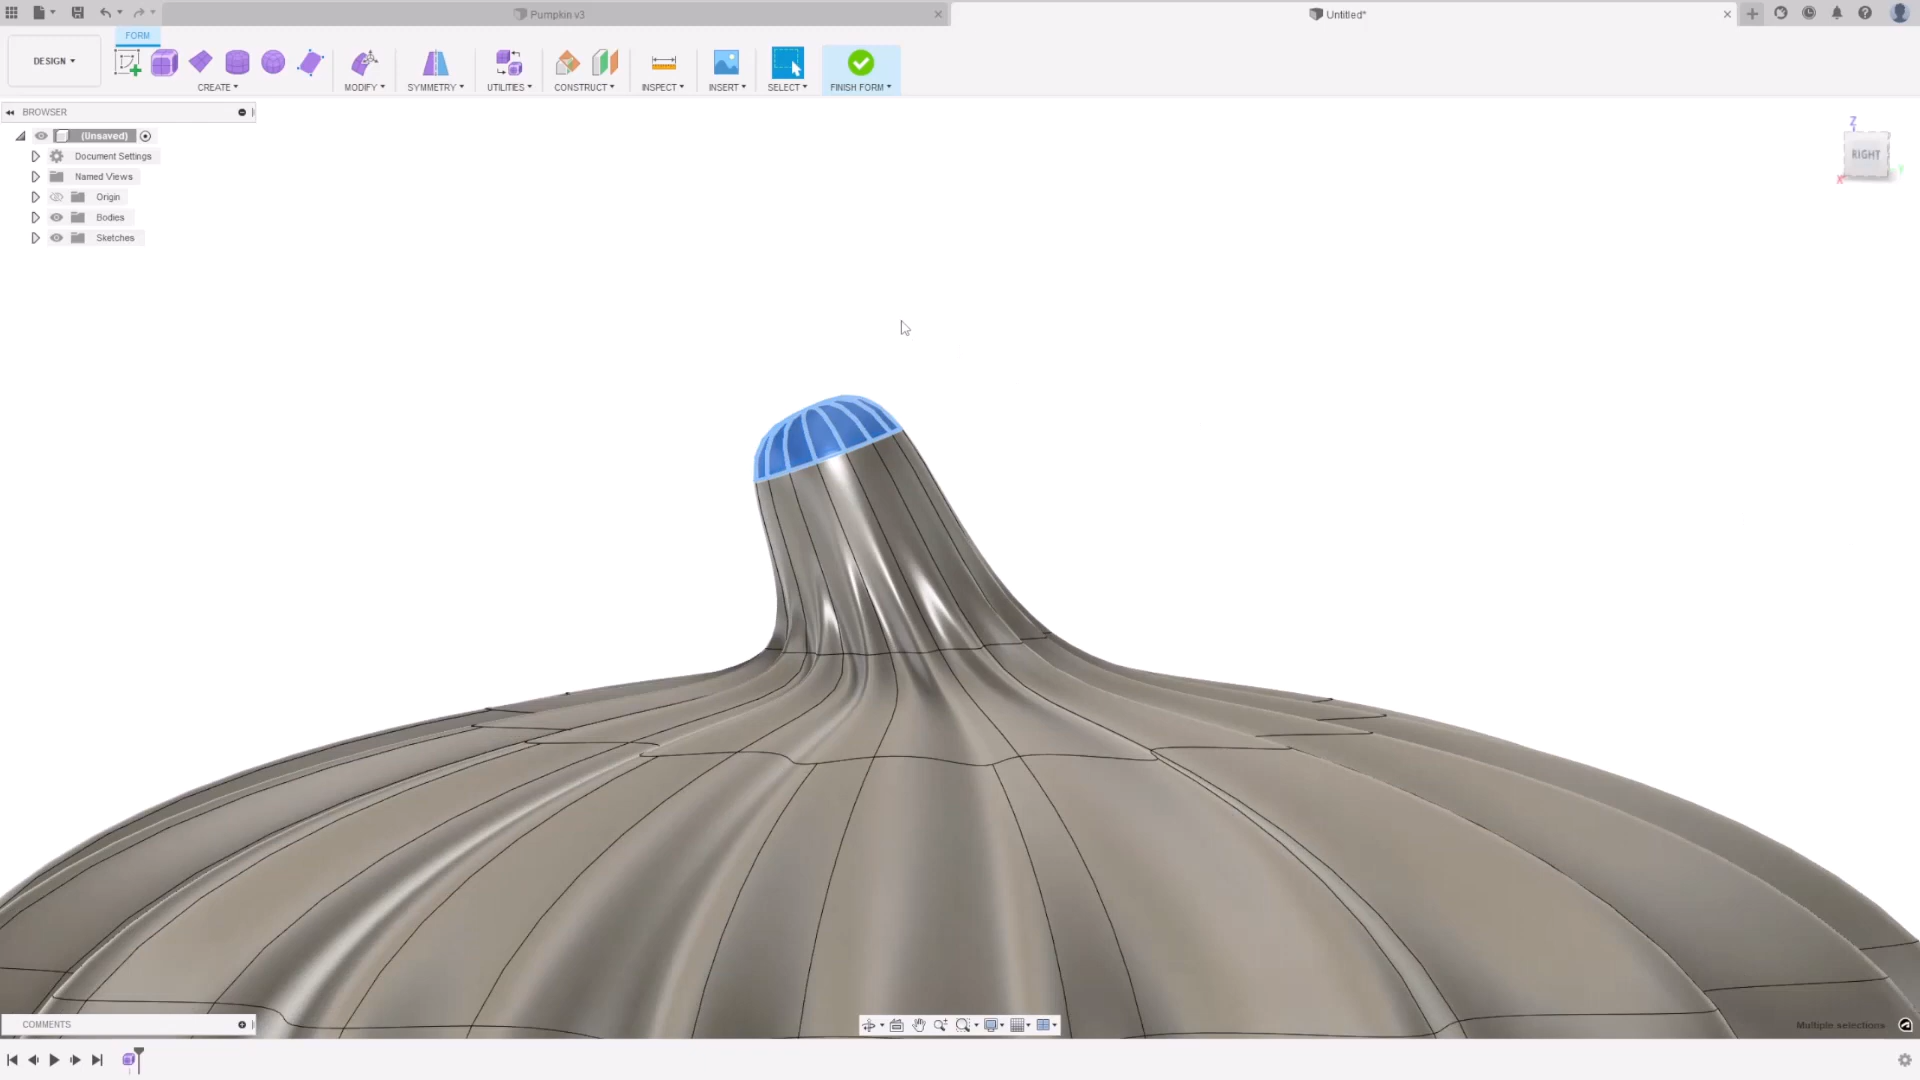 Pumpkin v3
Untitled*
FORM
DESIGN
CREATE
MODIFY
SYMMETRY
UTILITIES
CONSTRUCT
INSPECT
INSERT
SELECT
FINISH FORM
BROWSER
(Unsaved)
Document Settings
Named Views
Origin
Bodies
Sketches
Z
RIGHT
X
Y
COMMENTS
Multiple selections